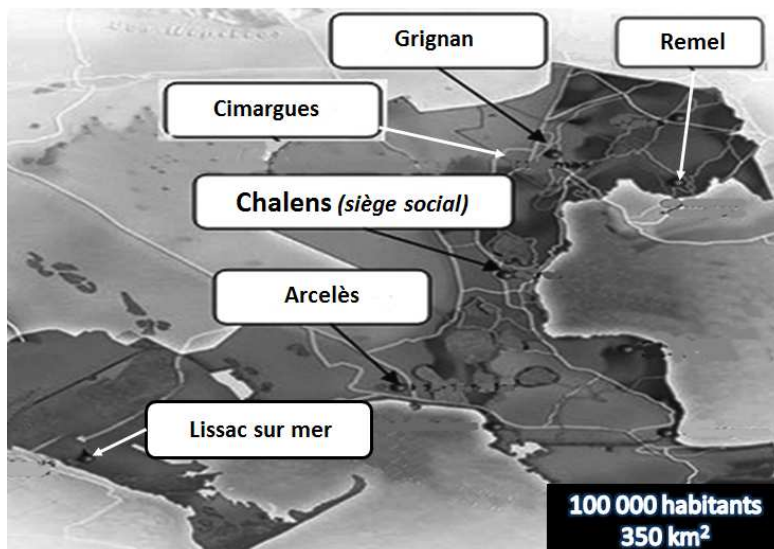 Grignan
Remel
Cimargues
Chalens (siège social)
Arcelès
Lissac sur mer
100 000 habitants
350 km²